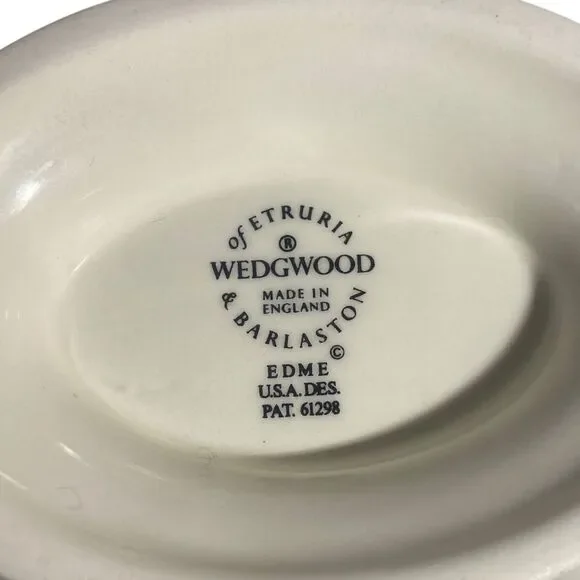 of ETRURIA
®
WEDGWOOD
MADE IN
ENGLAND
& BARLASTON
©
EDME
U.S.A. DES.
PAT. 61298